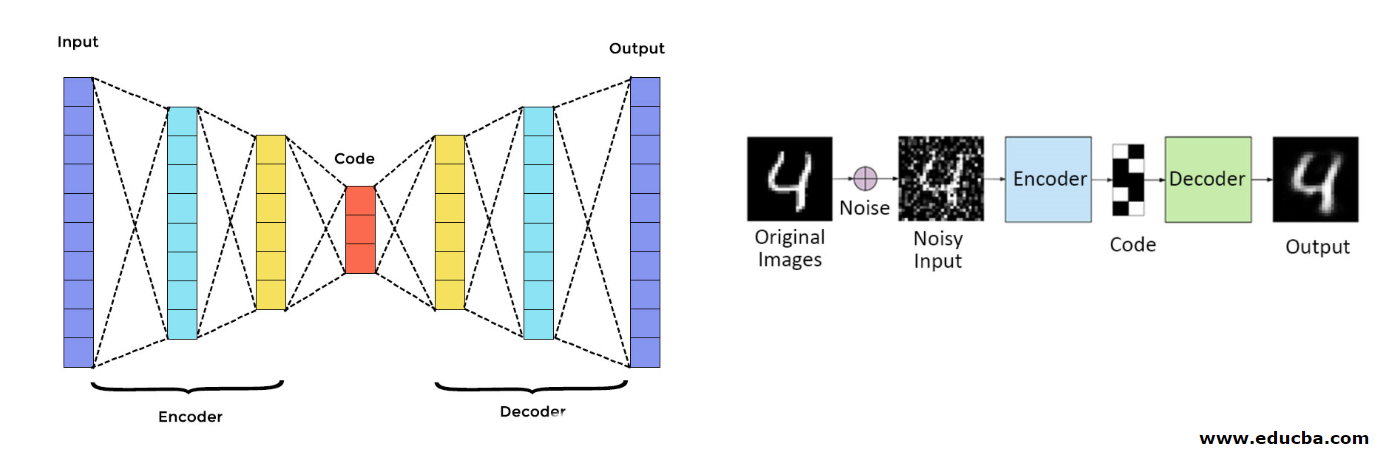 Input
Output
Code
Encoder
Decoder
Noise
Original
Images
Noisy
Input
Encoder
Code
Decoder
Output
www.educba.com